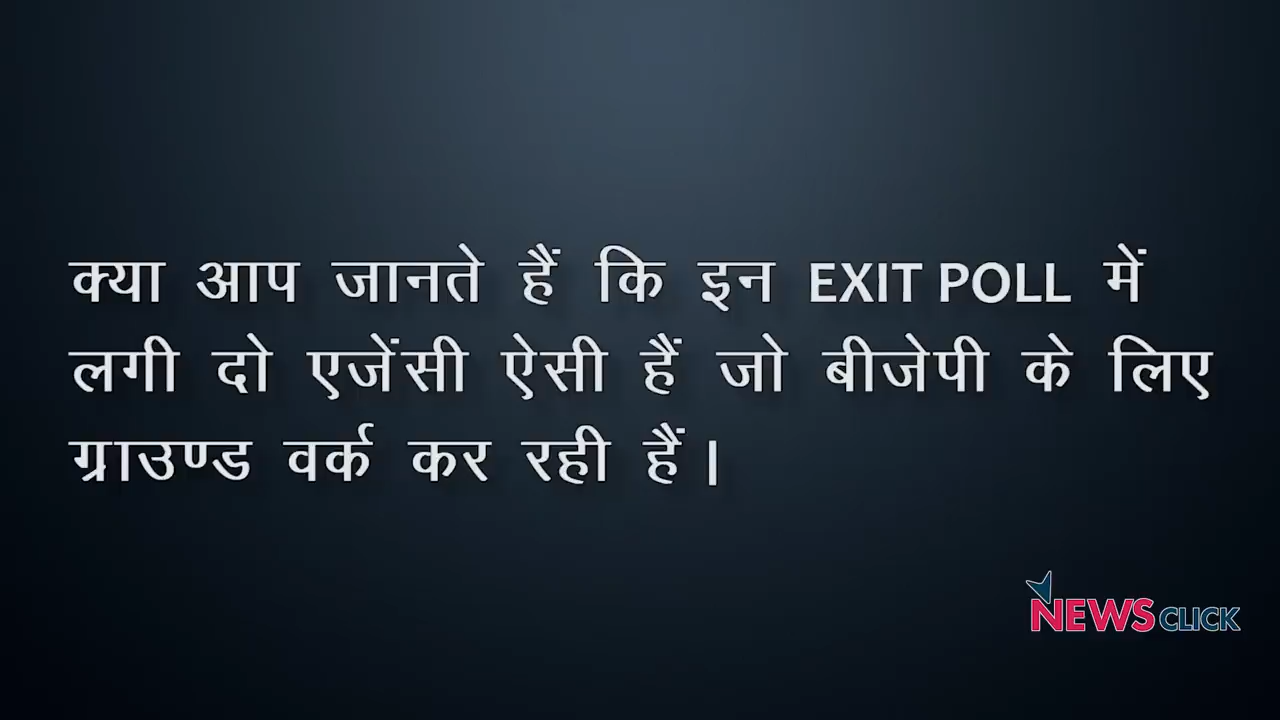 क्या आप जानते हैं कि इन EXIT POLL में
लगी दो एजेंसी ऐसी हैं जो बीजेपी के लिए
ग्राउण्ड वर्क कर रही हैं।
NEWSCLICK